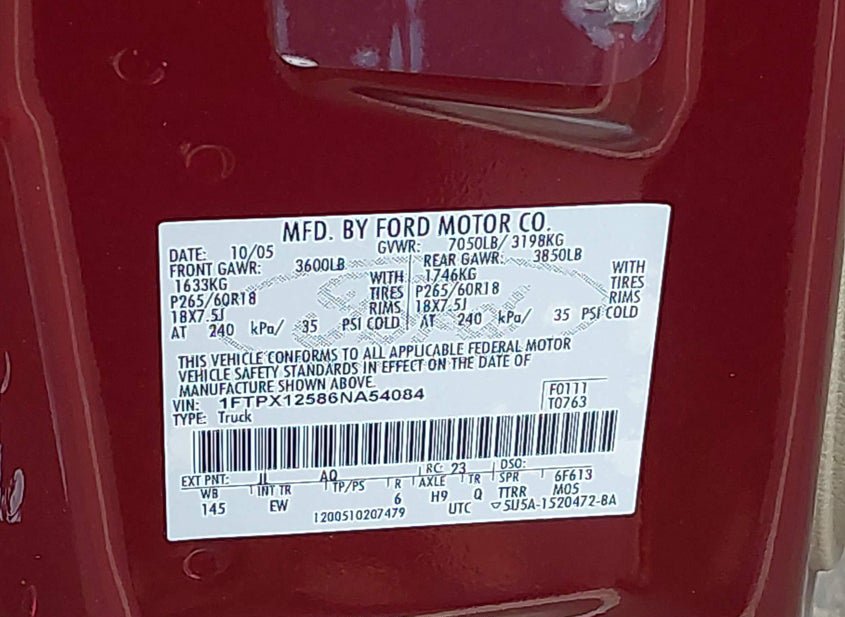 MFD. BY FORD MOTOR CO.
DATE: 10/05 GVWR: 7050LB/ 3198KG
FRONT GAWR: 3600LB REAR GAWR: 3850LB
1633KG WITH 1746KG WITH
P265/60R18 TIRES P265/60R18 TIRES
18X7.5J RIMS 18X7.5J RIMS
AT 240 kPa/ 35 PSI COLD AT 240 kPa/ 35 PSI COLD
THIS VEHICLE CONFORMS TO ALL APPLICABLE FEDERAL MOTOR
VEHICLE SAFETY STANDARDS IN EFFECT ON THE DATE OF
MANUFACTURE SHOWN ABOVE.
VIN: 1FTPX12586NA54084 F0111
TYPE: Truck T0763
EXT PNT: JL AQ RC: 23 DSO:
WB INT TR TP/PS R AXLE TR SPR 6F613
145 EW 6 H9 Q TTRR M05
1200510207479 UTC ▽5U5A-1520472-BA